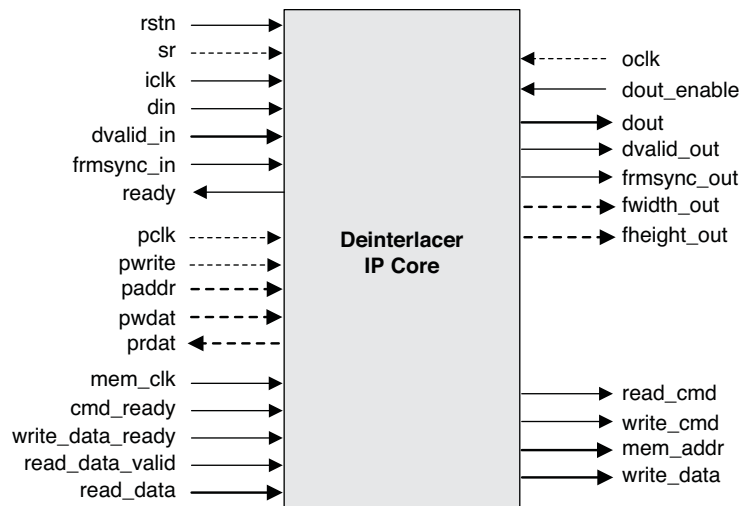 rstn
sr
iclk
din
dvalid_in
frmsync_in
ready
pclk
pwrite
paddr
pwdat
prdat
mem_clk
cmd_ready
write_data_ready
read_data_valid
read_data
Deinterlacer
IP Core
oclk
dout_enable
dout
dvalid_out
frmsync_out
fwidth_out
fheight_out
read_cmd
write_cmd
mem_addr
write_data